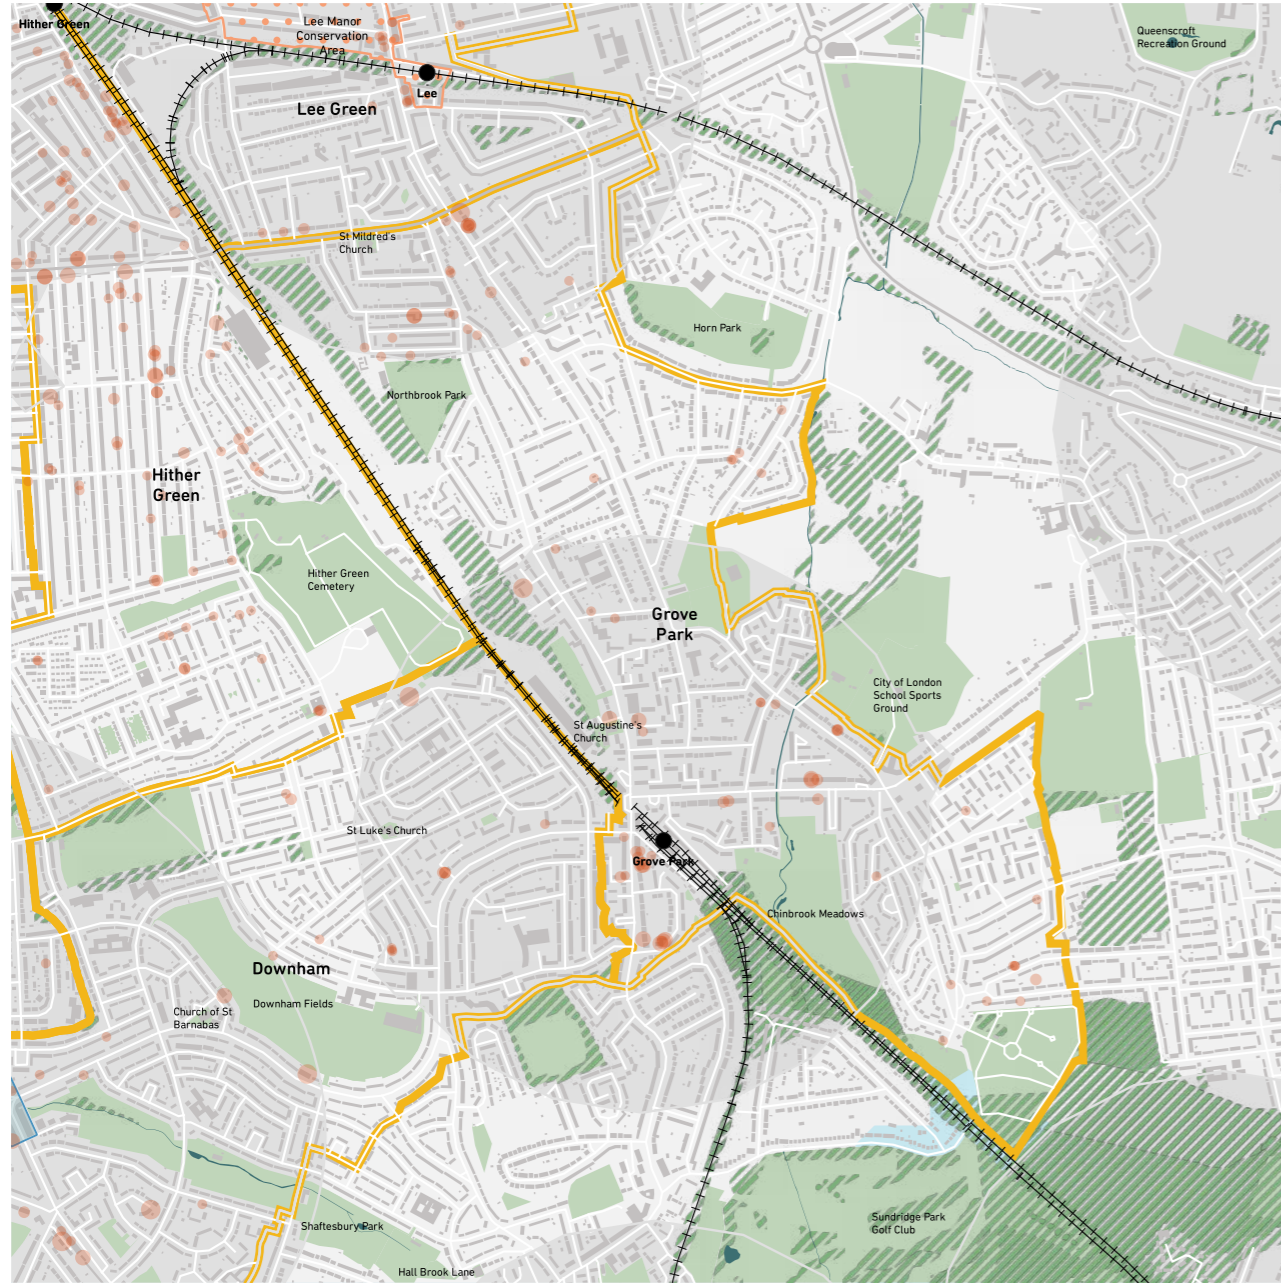 Hither Green
Lee Manor
Conservation
Area
Queenscroft
Recreation Ground
Lee
Lee Green
St Mildred's
Church
Horn Park
Northbrook Park
Hither
Green
Hither Green
Cemetery
Grove
Park
City of London
School Sports
Ground
St Augustine's
Church
St Luke's Church
Grove Park
Chinbrook Meadows
Downham
Downham Fields
Church of St
Barnabas
Sundridge Park
Golf Club
Shaftesbury Park
Hall Brook Lane